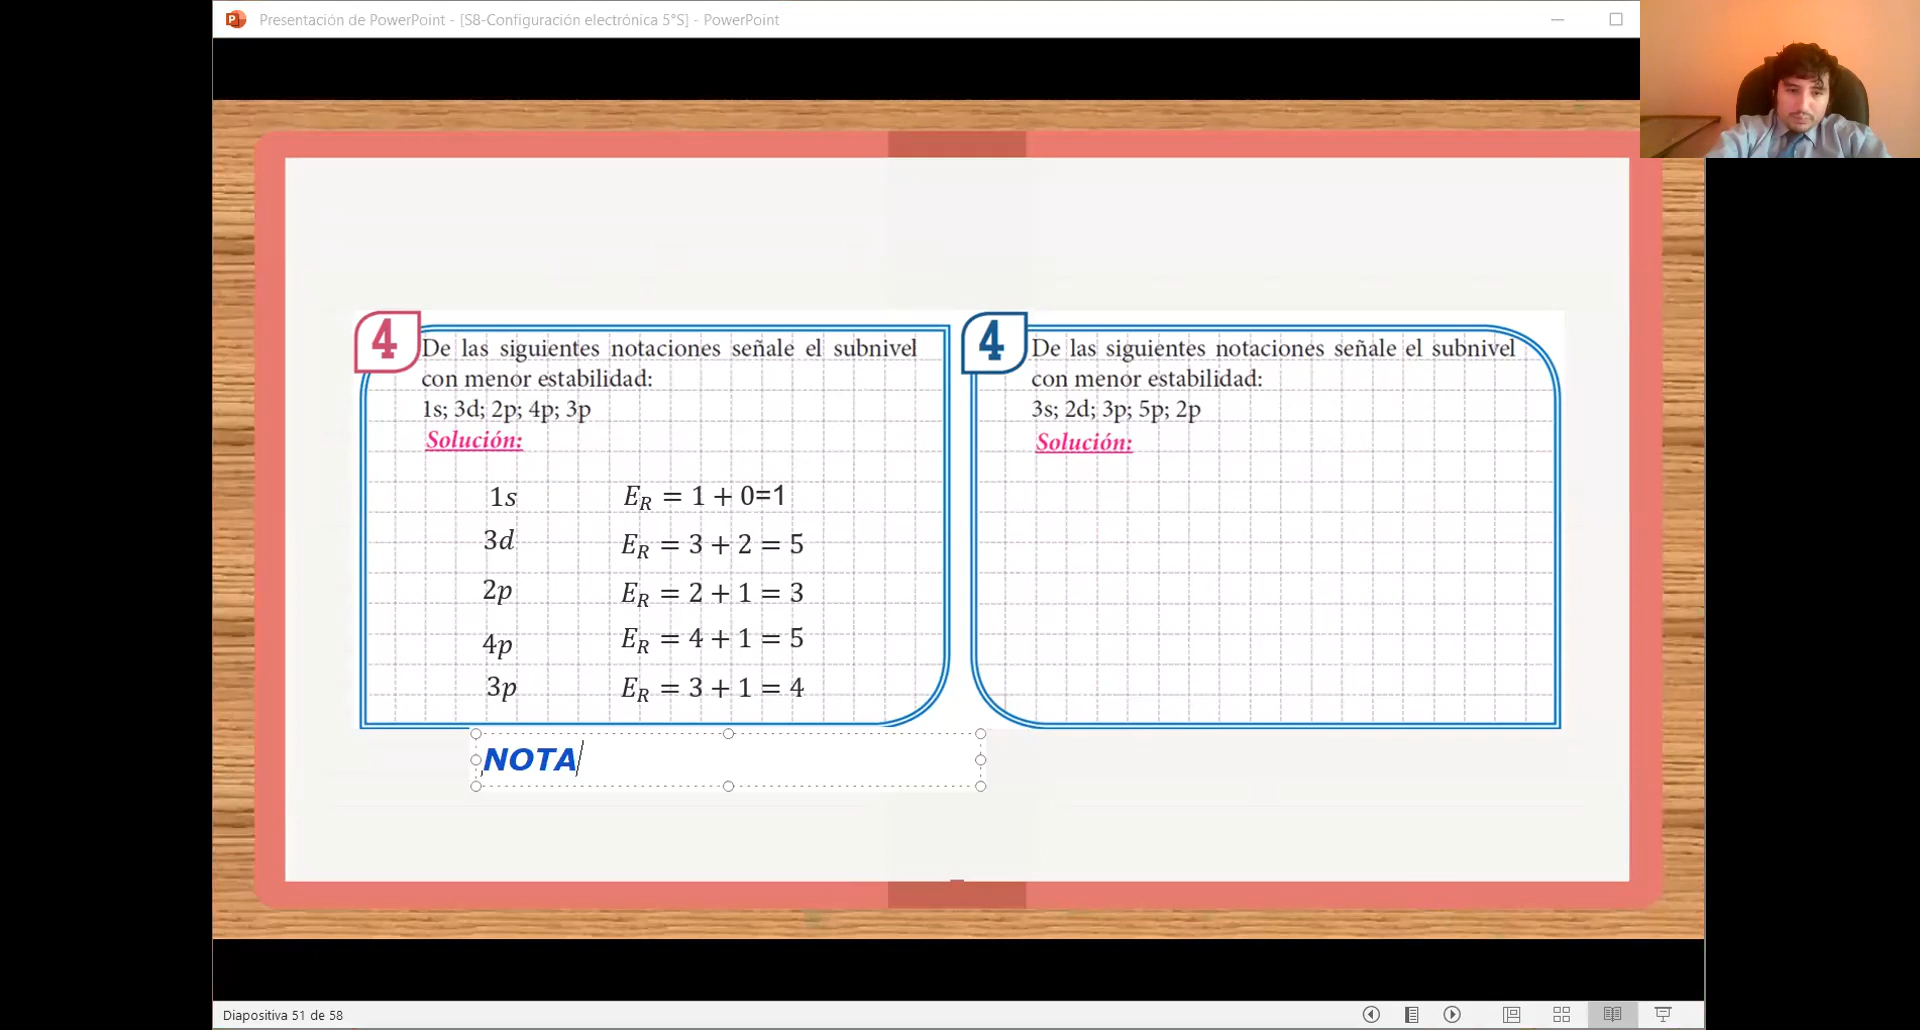 Presentación de PowerPoint - [S8-Configuración electrónica 5°S] - PowerPoint
4
De las siguientes notaciones señale el subnivel
con menor estabilidad:
1s; 3d; 2p; 4p; 3p
Solución:
1s E_R = 1 + 0=1
3d E_R = 3 + 2 = 5
2p E_R = 2 + 1 = 3
4p E_R = 4 + 1 = 5
3p E_R = 3 + 1 = 4
NOTA
4
De las siguientes notaciones señale el subnivel
con menor estabilidad:
3s; 2d; 3p; 5p; 2p
Solución:
Diapositiva 51 de 58